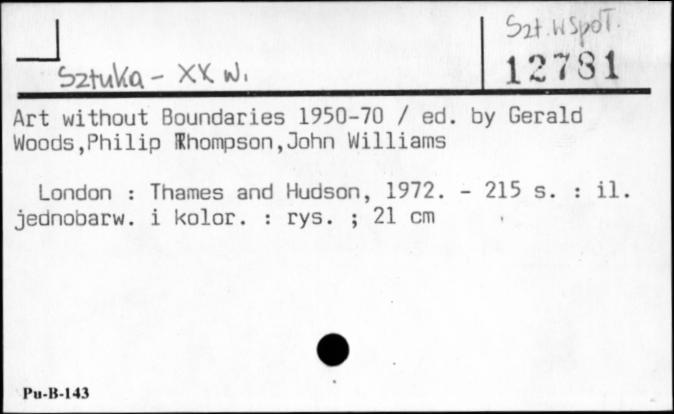 Szt. wspoł.
Sztuka - XX w.
12781
Art without Boundaries 1950-70 / ed. by Gerald
Woods,Philip Thompson,John Williams
London : Thames and Hudson, 1972. - 215 s. : il.
jednobarw. i kolor. : rys. ; 21 cm
Pu-B-143